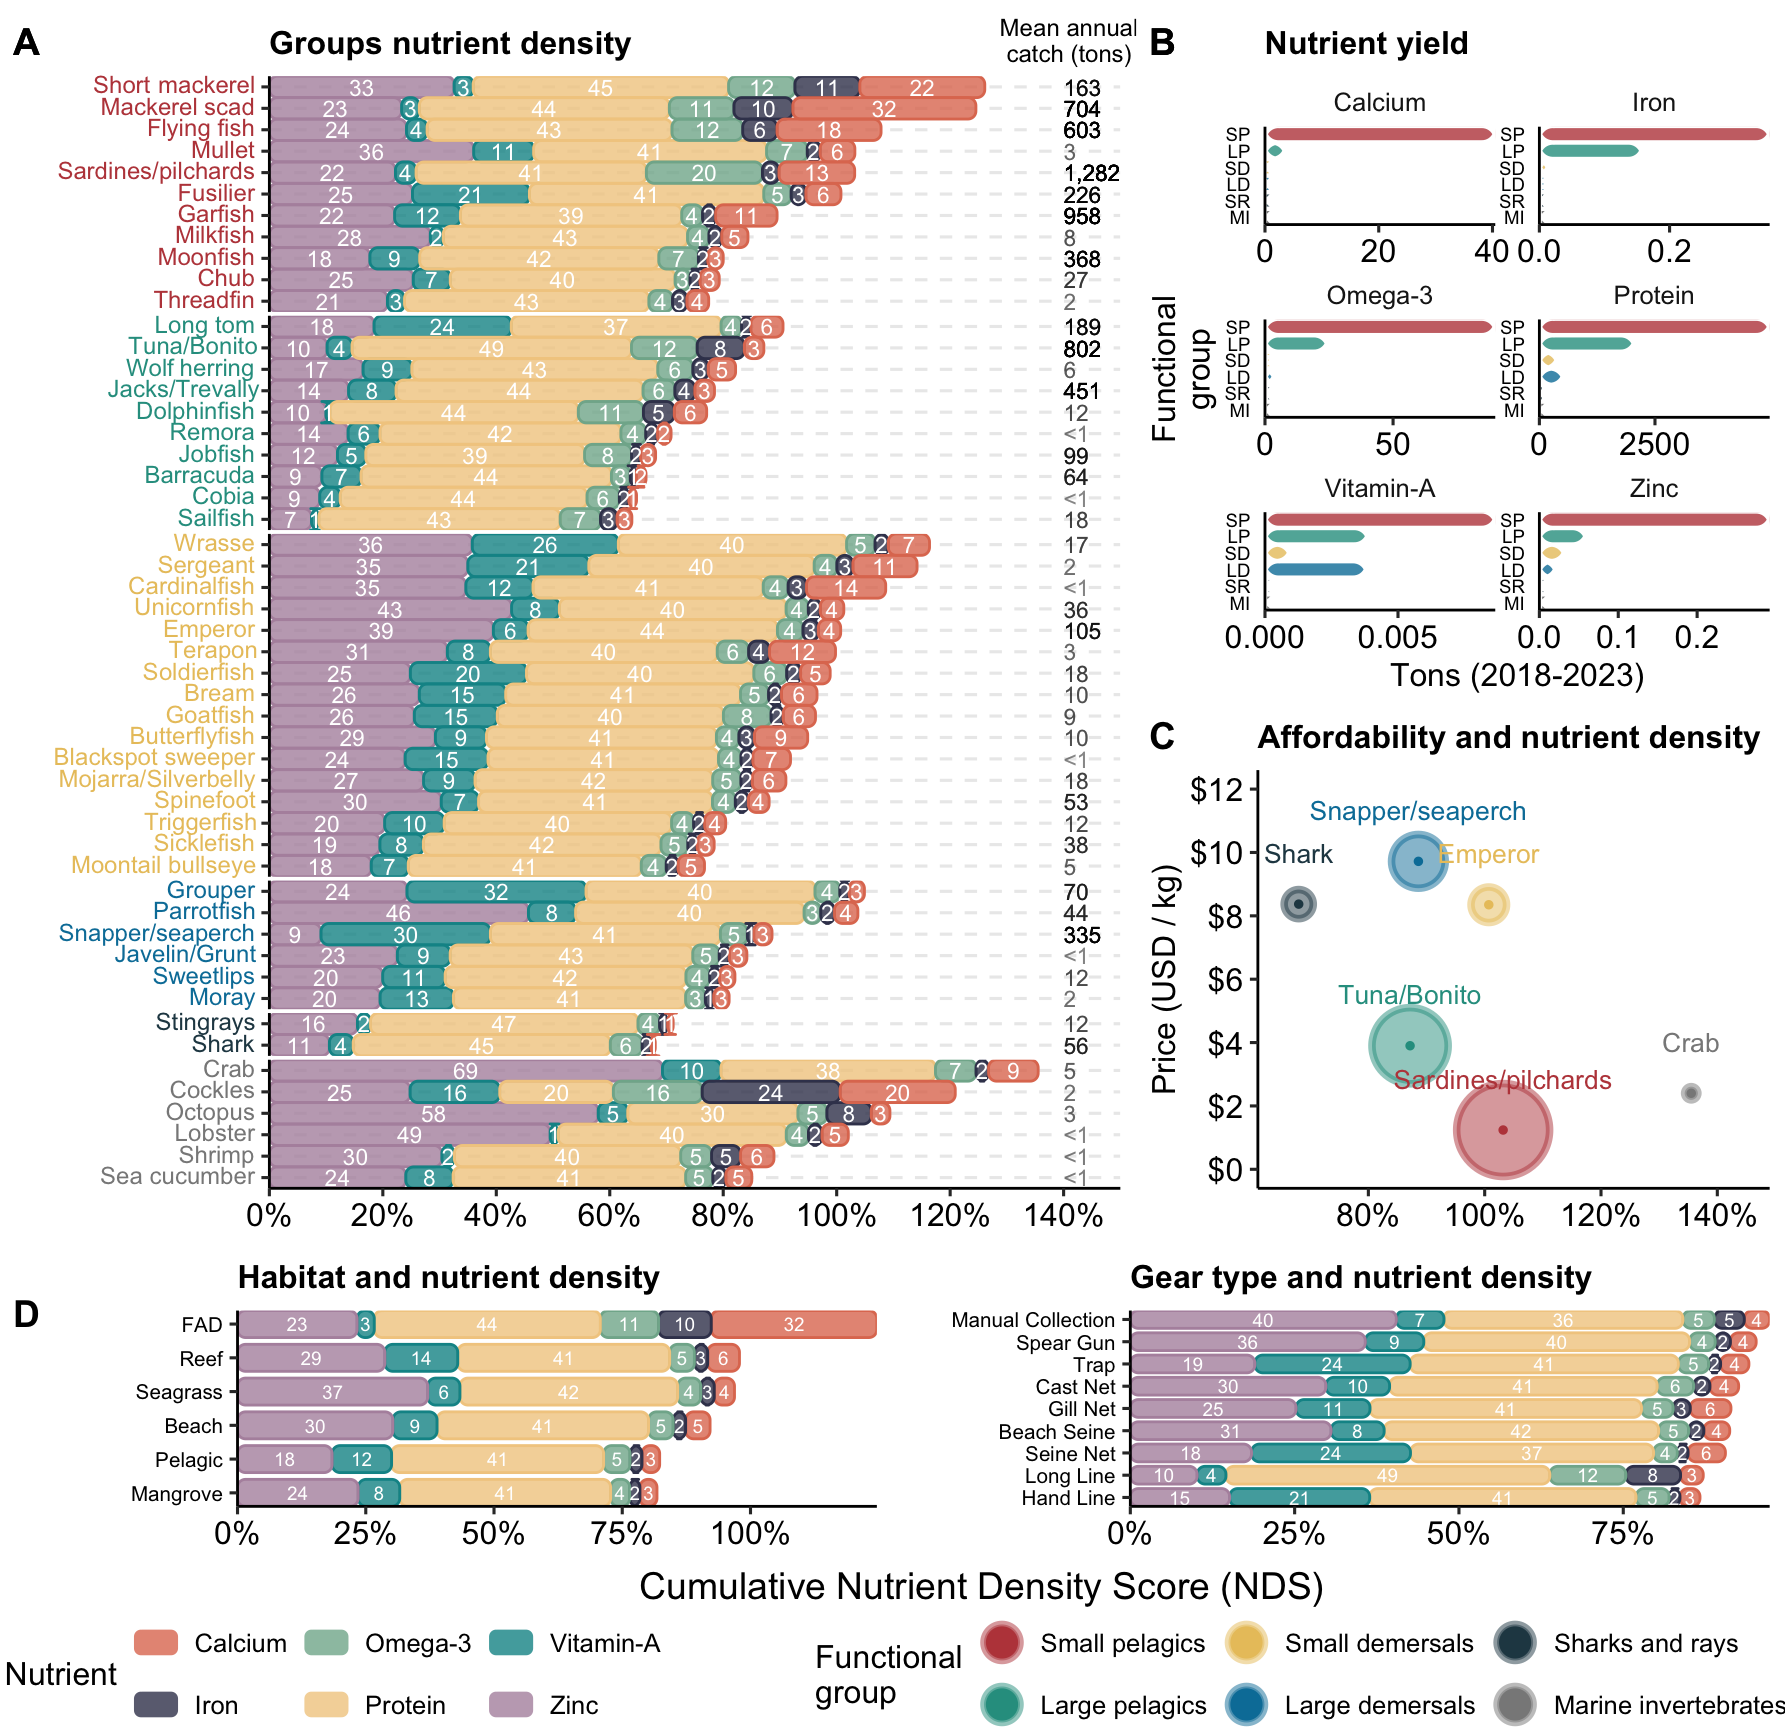 A
Groups nutrient density
Mean annual
catch (tons)
Short mackerel 33 3 45 12 11 22 163
Mackerel scad 23 3 44 11 10 32 704
Flying fish 24 4 43 12 6 18 603
Mullet 36 11 41 7 2 6 3
Sardines/pilchards 22 4 41 20 3 13 1,282
Fusilier 25 21 41 5 3 6 226
Garfish 22 12 39 4 2 11 958
Milkfish 28 2 43 4 2 5 8
Moonfish 18 9 42 7 2 3 368
Chub 25 7 40 3 2 3 27
Threadfin 21 3 43 4 3 4 2
Long tom 18 24 37 4 2 6 189
Tuna/Bonito 10 4 49 12 8 3 802
Wolf herring 17 9 43 6 3 5 6
Jacks/Trevally 14 8 44 6 4 3 451
Dolphinfish 10 1 44 11 5 6 12
Remora 14 6 42 4 2 2 <1
Jobfish 12 5 39 8 2 3 99
Barracuda 9 7 44 3 1 2 64
Cobia 9 4 44 6 2 1 <1
Sailfish 7 1 43 7 3 3 18
Wrasse 36 26 40 5 2 7 17
Sergeant 35 21 40 4 3 11 2
Cardinalfish 35 12 41 4 3 14 <1
Unicornfish 43 8 40 4 2 4 36
Emperor 39 6 44 4 3 4 105
Terapon 31 8 40 6 4 12 3
Soldierfish 25 20 40 6 2 5 18
Bream 26 15 41 5 2 6 10
Goatfish 26 15 40 8 2 6 9
Butterflyfish 29 9 41 4 3 9 10
Blackspot sweeper 24 15 41 4 2 7 <1
Mojarra/Silverbelly 27 9 42 5 2 6 18
Spinefoot 30 7 41 4 2 4 53
Triggerfish 20 10 40 4 2 4 12
Sicklefish 19 8 42 5 2 3 38
Moontail bullseye 18 7 41 4 2 5 5
Grouper 24 32 40 4 2 3 70
Parrotfish 46 8 40 3 2 4 44
Snapper/seaperch 9 30 41 5 1 3 335
Javelin/Grunt 23 9 43 5 2 3 <1
Sweetlips 20 11 42 4 2 3 12
Moray 20 13 41 3 1 3 2
Stingrays 16 2 47 4 1 1 12
Shark 11 4 45 6 2 1 56
Crab 69 10 38 7 2 9 5
Cockles 25 16 20 16 24 20 2
Octopus 58 5 30 5 8 3 3
Lobster 49 1 40 4 2 5 <1
Shrimp 30 2 40 5 5 6 <1
Sea cucumber 24 8 41 5 2 5 <1
0% 20% 40% 60% 80% 100% 120% 140%
B
Nutrient yield
Functional
group
Calcium
SP
LP
SD
LD
SR
MI
0 20 40
Iron
SP
LP
SD
LD
SR
MI
0.0 0.2
Omega-3
SP
LP
SD
LD
SR
MI
0 50
Protein
SP
LP
SD
LD
SR
MI
0 2500
Vitamin-A
SP
LP
SD
LD
SR
MI
0.000 0.005
Zinc
SP
LP
SD
LD
SR
MI
0.0 0.1 0.2
Tons (2018-2023)
C
Affordability and nutrient density
Price (USD / kg)
$12
$10
$8
$6
$4
$2
$0
Snapper/seaperch
Shark
Emperor
Tuna/Bonito
Crab
Sardines/pilchards
80% 100% 120% 140%
D
Habitat and nutrient density
FAD 23 3 44 11 10 32
Reef 29 14 41 5 3 6
Seagrass 37 6 42 4 3 4
Beach 30 9 41 5 2 5
Pelagic 18 12 41 5 2 3
Mangrove 24 8 41 4 2 3
0% 25% 50% 75% 100%
Gear type and nutrient density
Manual Collection 40 7 36 5 5 4
Spear Gun 36 9 40 4 2 4
Trap 19 24 41 5 2 4
Cast Net 30 10 41 6 2 4
Gill Net 25 11 41 5 3 6
Beach Seine 31 8 42 5 2 4
Seine Net 18 24 37 4 2 6
Long Line 10 4 49 12 8 3
Hand Line 15 21 41 5 2 3
0% 25% 50% 75%
Cumulative Nutrient Density Score (NDS)
Nutrient
Calcium
Omega-3
Vitamin-A
Iron
Protein
Zinc
Functional
group
Small pelagics
Small demersals
Sharks and rays
Large pelagics
Large demersals
Marine invertebrates